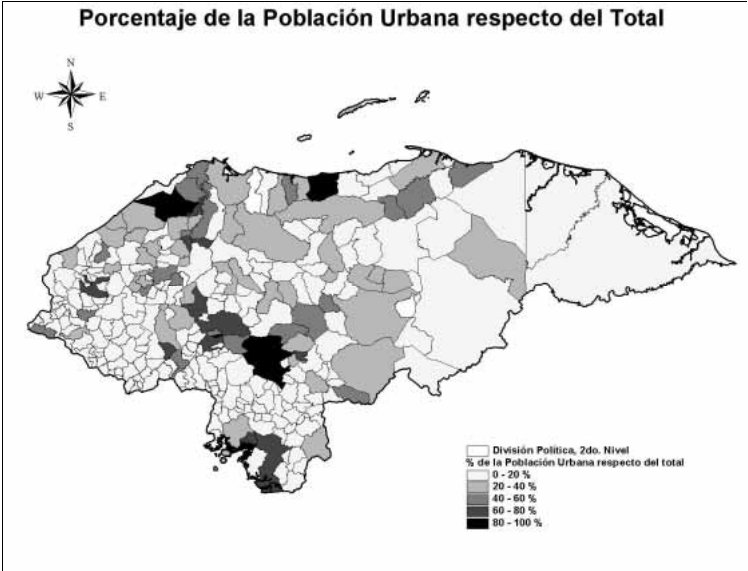 Porcentaje de la Población Urbana respecto del Total
N
W E
S
División Política, 2do. Nivel
% de la Población Urbana respecto del total
0 - 20 %
20 - 40 %
40 - 60 %
60 - 80 %
80 - 100 %